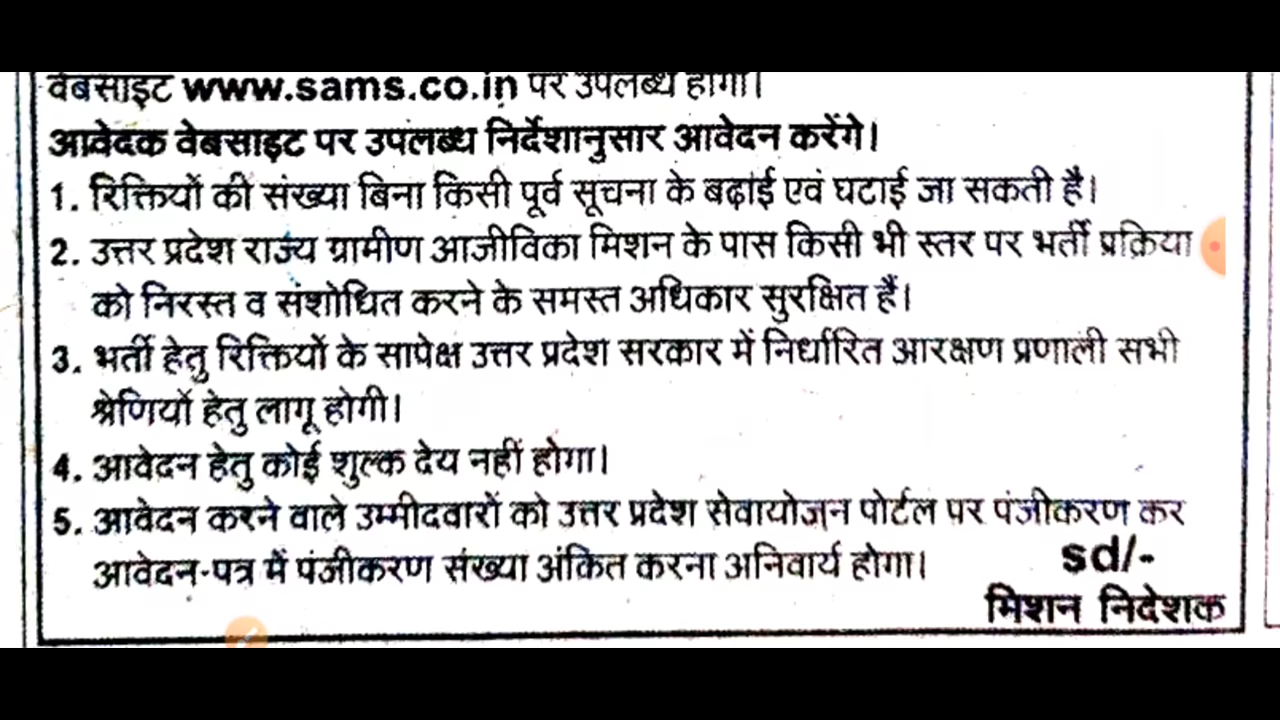 वेबसाइट www.sams.co.in पर उपलब्ध होगा।
आवेदक वेबसाइट पर उपलब्ध निर्देशानुसार आवेदन करेंगे।
1. रिक्तियों की संख्या बिना किसी पूर्व सूचना के बढ़ाई एवं घटाई जा सकती है।
2. उत्तर प्रदेश राज्य ग्रामीण आजीविका मिशन के पास किसी भी स्तर पर भर्ती प्रक्रिया
को निरस्त व संशोधित करने के समस्त अधिकार सुरक्षित हैं।
3. भर्ती हेतु रिक्तियों के सापेक्ष उत्तर प्रदेश सरकार में निर्धारित आरक्षण प्रणाली सभी
श्रेणियों हेतु लागू होगी।
4. आवेदन हेतु कोई शुल्क देय नहीं होगा।
5. आवेदन करने वाले उम्मीदवारों को उत्तर प्रदेश सेवायोजन पोर्टल पर पंजीकरण कर
आवेदन-पत्र में पंजीकरण संख्या अंकित करना अनिवार्य होगा।
sd/-
मिशन निदेशक